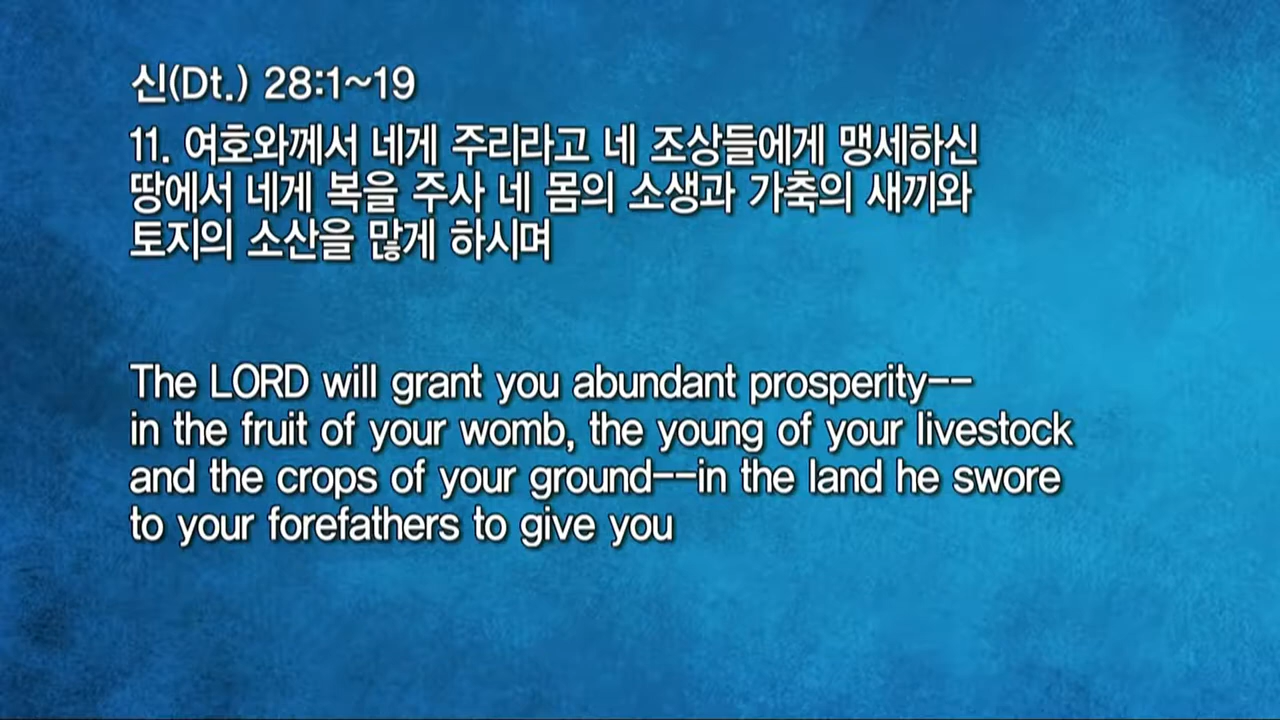 신(Dt.) 28:1~19
11. 여호와께서 네게 주리라고 네 조상들에게 맹세하신
땅에서 네게 복을 주사 네 몸의 소생과 가축의 새끼와
토지의 소산을 많게 하시며
The LORD will grant you abundant prosperity--
in the fruit of your womb, the young of your livestock
and the crops of your ground--in the land he swore
to your forefathers to give you